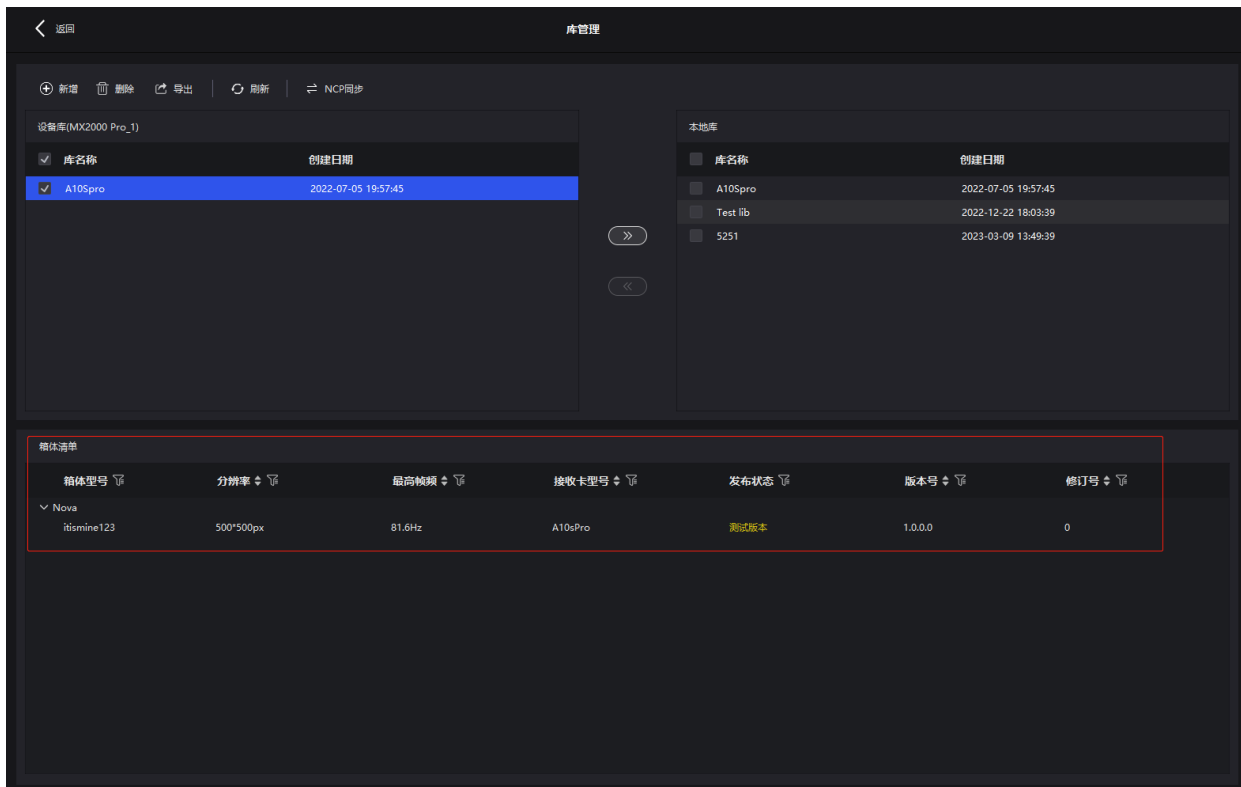 返回
库管理
新增 删除 导出 刷新 NCP同步
设备库(MX2000 Pro_1)
库名称 创建日期
A10Spro 2022-07-05 19:57:45
本地库
库名称 创建日期
A10Spro 2022-07-05 19:57:45
Test lib 2022-12-22 18:03:39
5251 2023-03-09 13:49:39
箱体清单
箱体型号 分辨率 最高帧频 接收卡型号 发布状态 版本号 修订号
Nova
itismine123 500*500px 81.6Hz A10sPro 测试版本 1.0.0.0 0